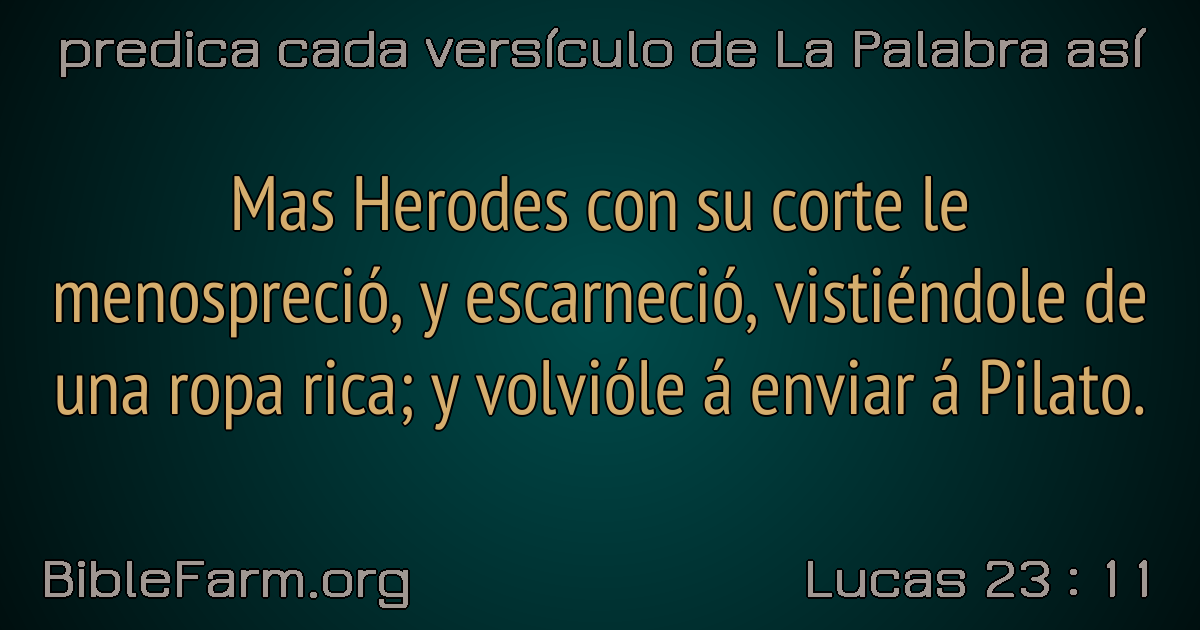 predica cada versículo de La Palabra así
Mas Herodes con su corte le
menospreció, y escarneció, vistiéndole de
una ropa rica; y volvióle á enviar á Pilato.
BibleFarm.org
Lucas 23 : 11